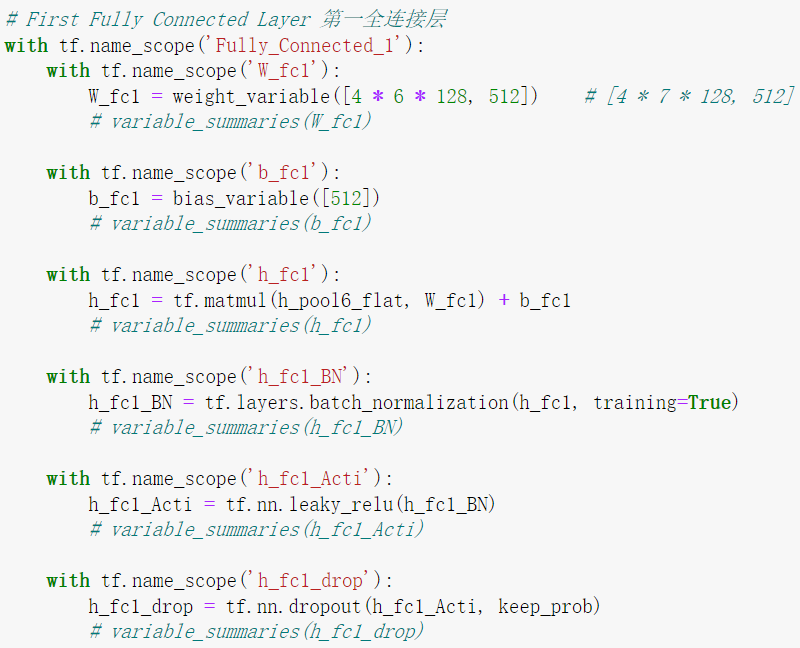 # First Fully Connected Layer 第一全连接层
with tf.name_scope('Fully_Connected_1'):
    with tf.name_scope('W_fc1'):
        W_fc1 = weight_variable([4 * 6 * 128, 512])    # [4 * 7 * 128, 512]
        # variable_summaries(W_fc1)

    with tf.name_scope('b_fc1'):
        b_fc1 = bias_variable([512])
        # variable_summaries(b_fc1)

    with tf.name_scope('h_fc1'):
        h_fc1 = tf.matmul(h_pool6_flat, W_fc1) + b_fc1
        # variable_summaries(h_fc1)

    with tf.name_scope('h_fc1_BN'):
        h_fc1_BN = tf.layers.batch_normalization(h_fc1, training=True)
        # variable_summaries(h_fc1_BN)

    with tf.name_scope('h_fc1_Acti'):
        h_fc1_Acti = tf.nn.leaky_relu(h_fc1_BN)
        # variable_summaries(h_fc1_Acti)

    with tf.name_scope('h_fc1_drop'):
        h_fc1_drop = tf.nn.dropout(h_fc1_Acti, keep_prob)
        # variable_summaries(h_fc1_drop)